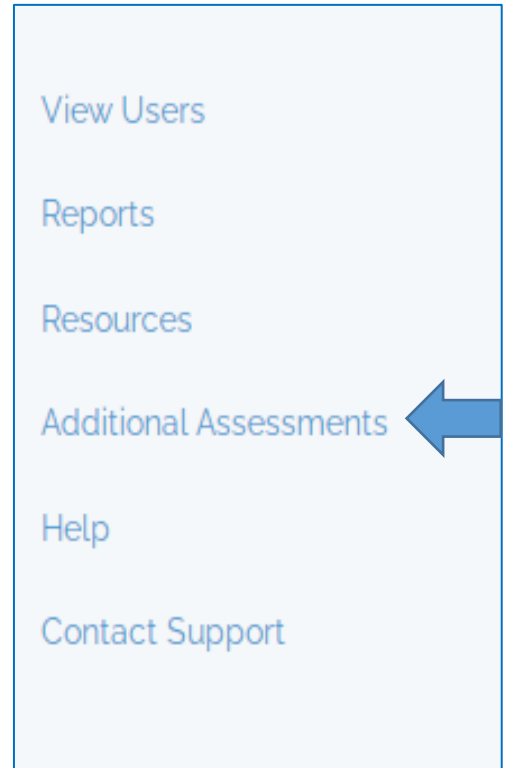 View Users
Reports
Resources
Additional Assessments
Help
Contact Support